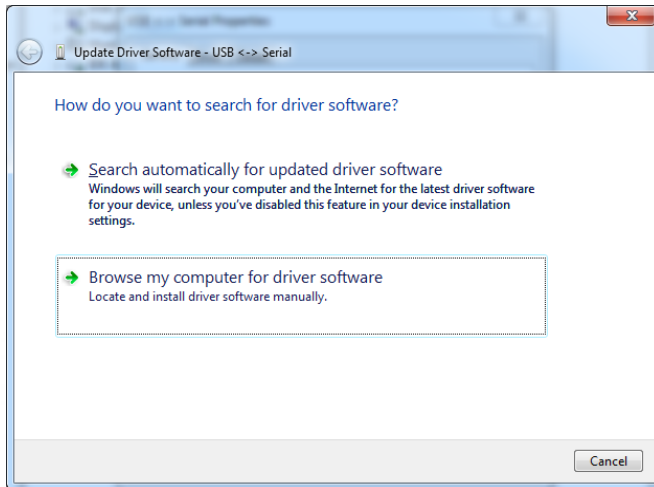 USB <-> Serial Properties
Update Driver Software - USB <-> Serial
How do you want to search for driver software?
Search automatically for updated driver software
Windows will search your computer and the Internet for the latest driver software
for your device, unless you've disabled this feature in your device installation
settings.
Browse my computer for driver software
Locate and install driver software manually.
Cancel